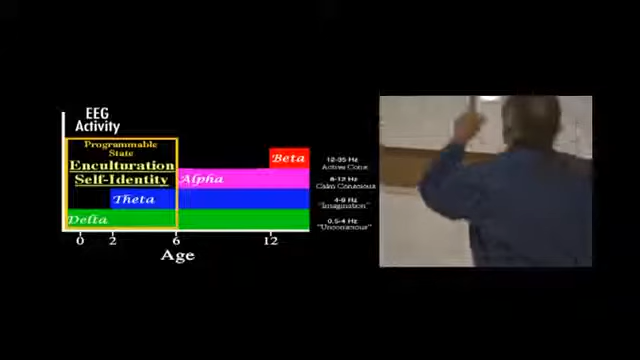 EEG
Activity
Programmable
State
Enculturation
Self-Identity
Beta
Alpha
Theta
Delta
12-35 Hz
Active Cons
8-12 Hz
Calm Conscious
4-8 Hz
"Imagination"
0.5-4 Hz
"Unconscious"
0 2 6 12
Age